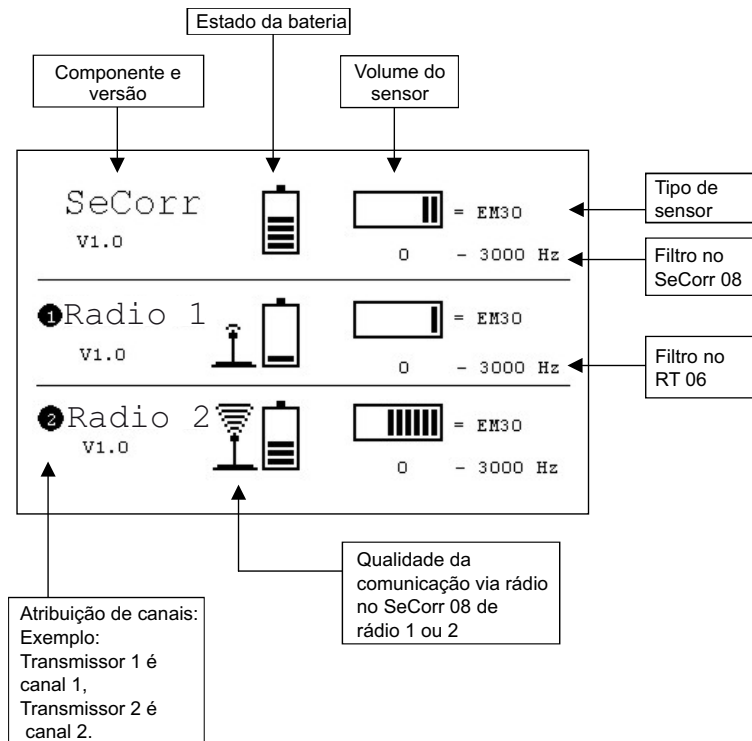 Estado da bateria
Componente e
versão
Volume do
sensor
SeCorr
V1.0
= EM30
0 - 3000 Hz
Tipo de
sensor
Filtro no
SeCorr 08
1 Radio 1
V1.0
= EM30
0 - 3000 Hz
Filtro no
RT 06
2 Radio 2
V1.0
= EM30
0 - 3000 Hz
Qualidade da
comunicação via rádio
no SeCorr 08 de
rádio 1 ou 2
Atribuição de canais:
Exemplo:
Transmissor 1 é
canal 1,
Transmissor 2 é
canal 2.